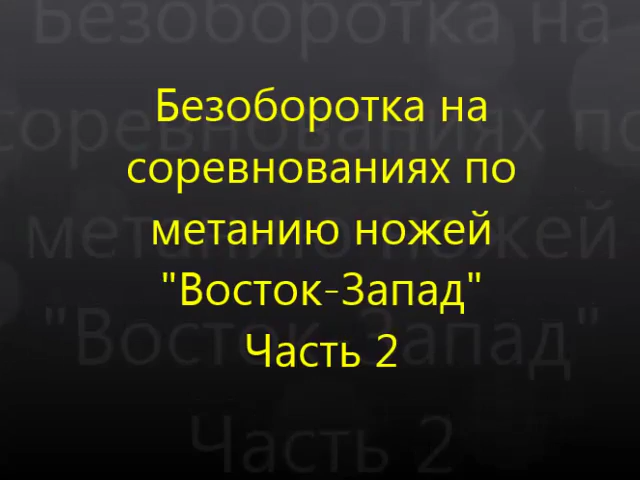 Безоборотка на
соревнованиях по
метанию ножей
"Восток-Запад"
Часть 2